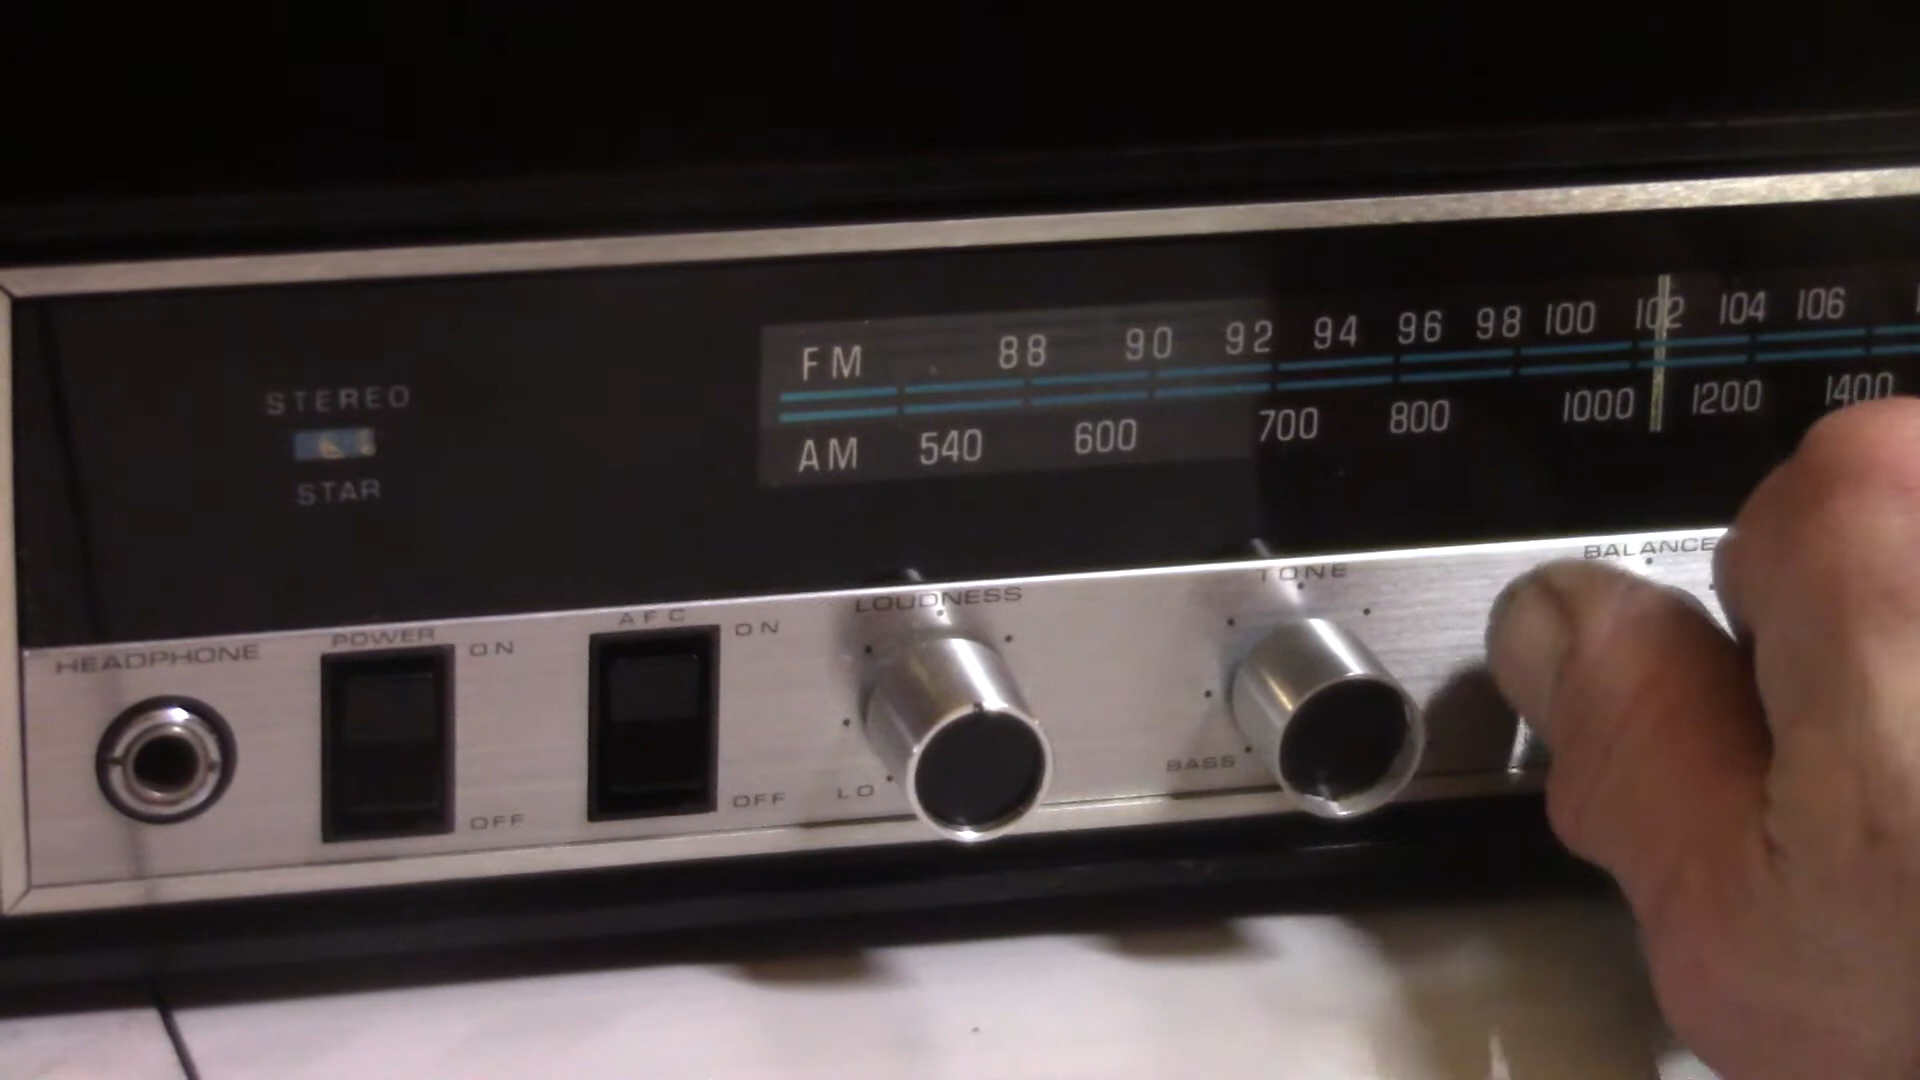 STEREO
STAR
FM 88 90 92 94 96 98 100 102 104 106
AM 540 600 700 800 1000 1200 1400
HEADPHONE
POWER
ON
OFF
AFC
ON
OFF
LOUDNESS
LO
TONE
BASS
BALANCE